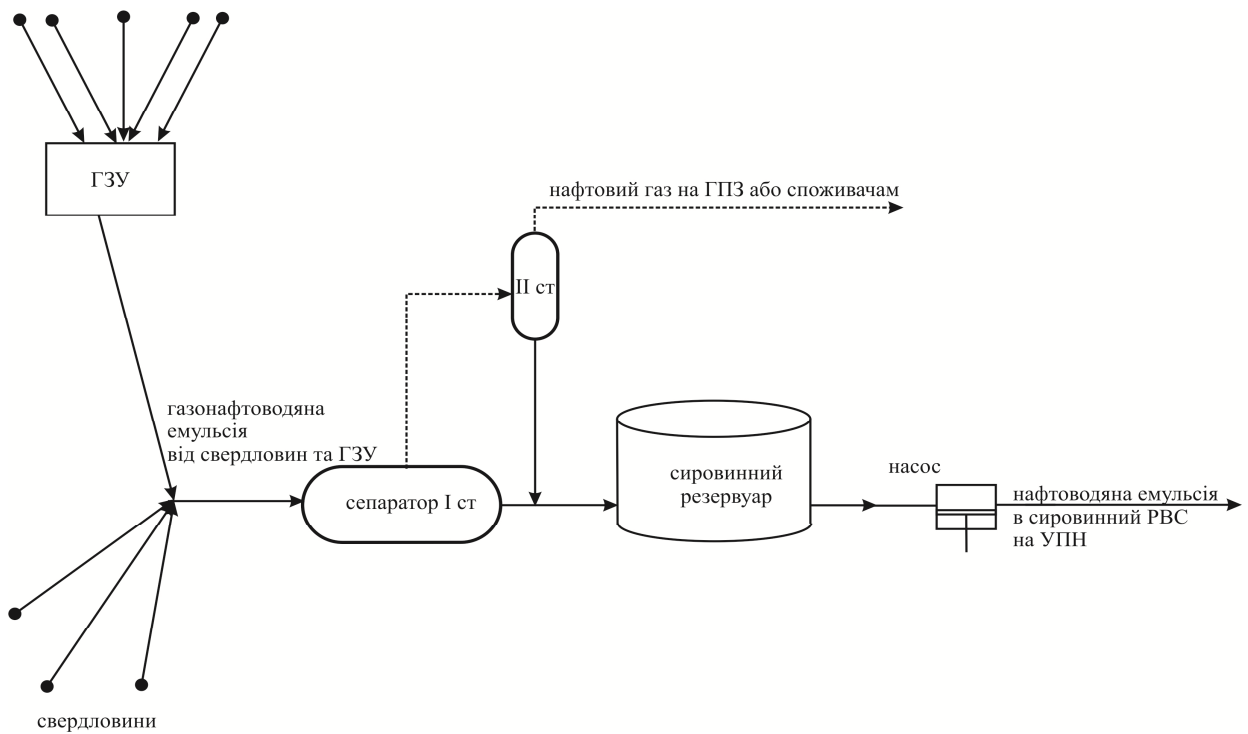 ГЗУ
нафтовий газ на ГПЗ або споживачам
II ст
газонафтоводяна
емульсія
від свердловин та ГЗУ
сепаратор I ст
сировинний
резервуар
насос
нафтоводяна емульсія
в сировинний РВС
на УПН
свердловини